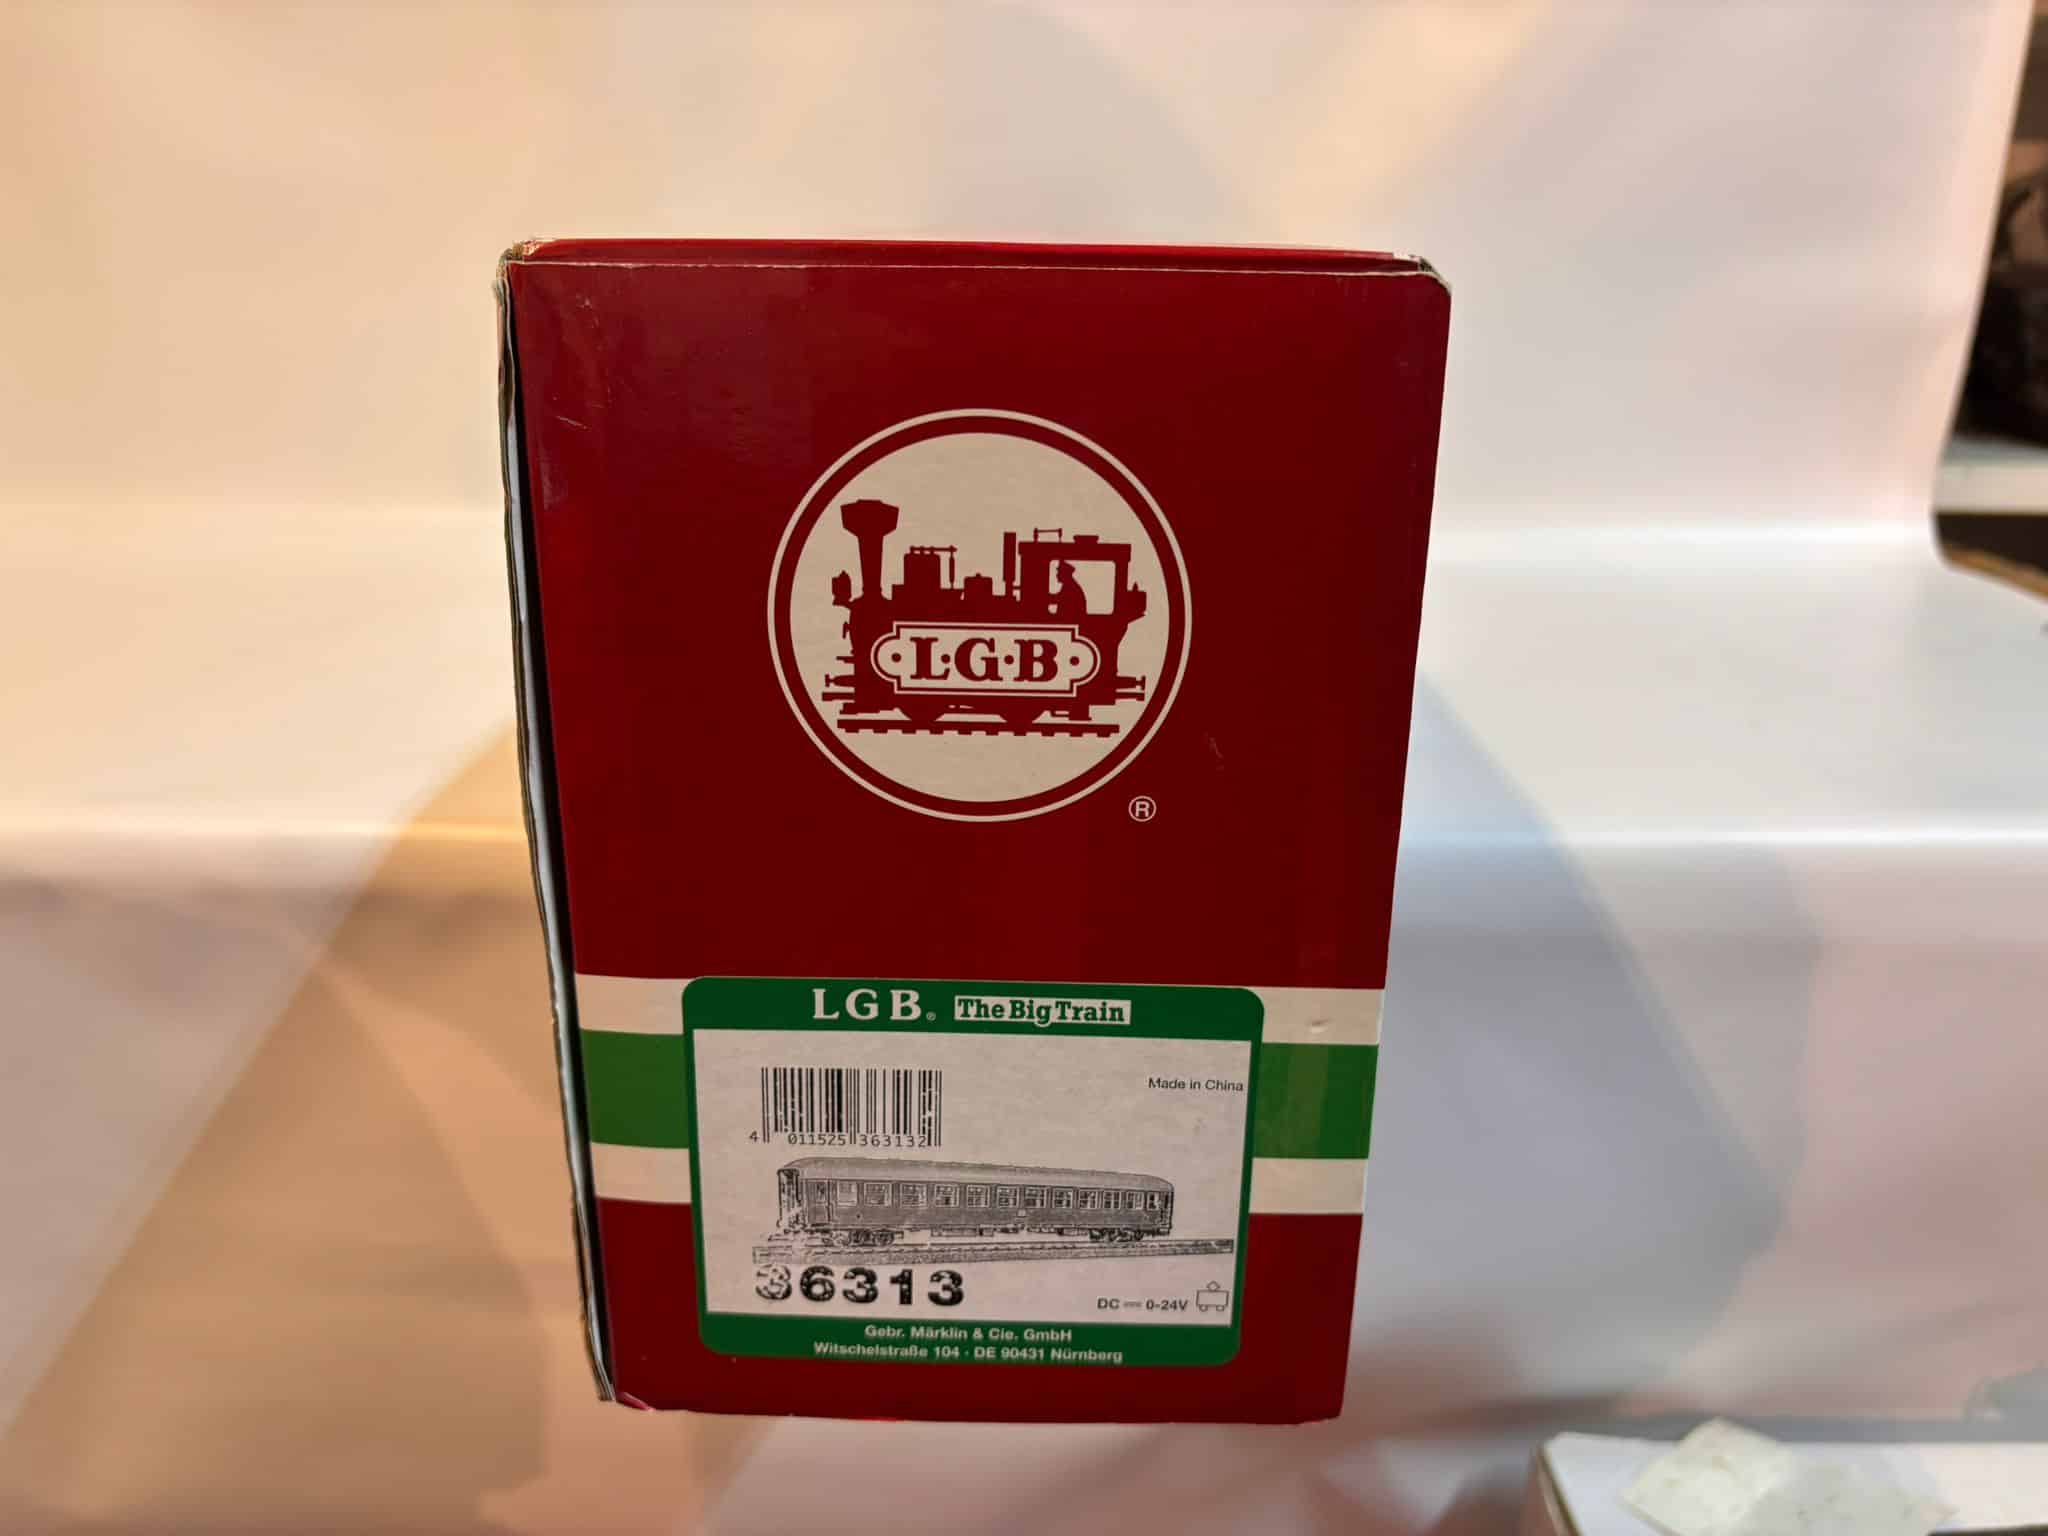 L·G·B
®
LGB® The Big Train
Made in China
4 011525 363132
36313
DC 0-24V
Gebr. Märklin & Cie. GmbH
Witschelstraße 104 · DE 90431 Nürnberg